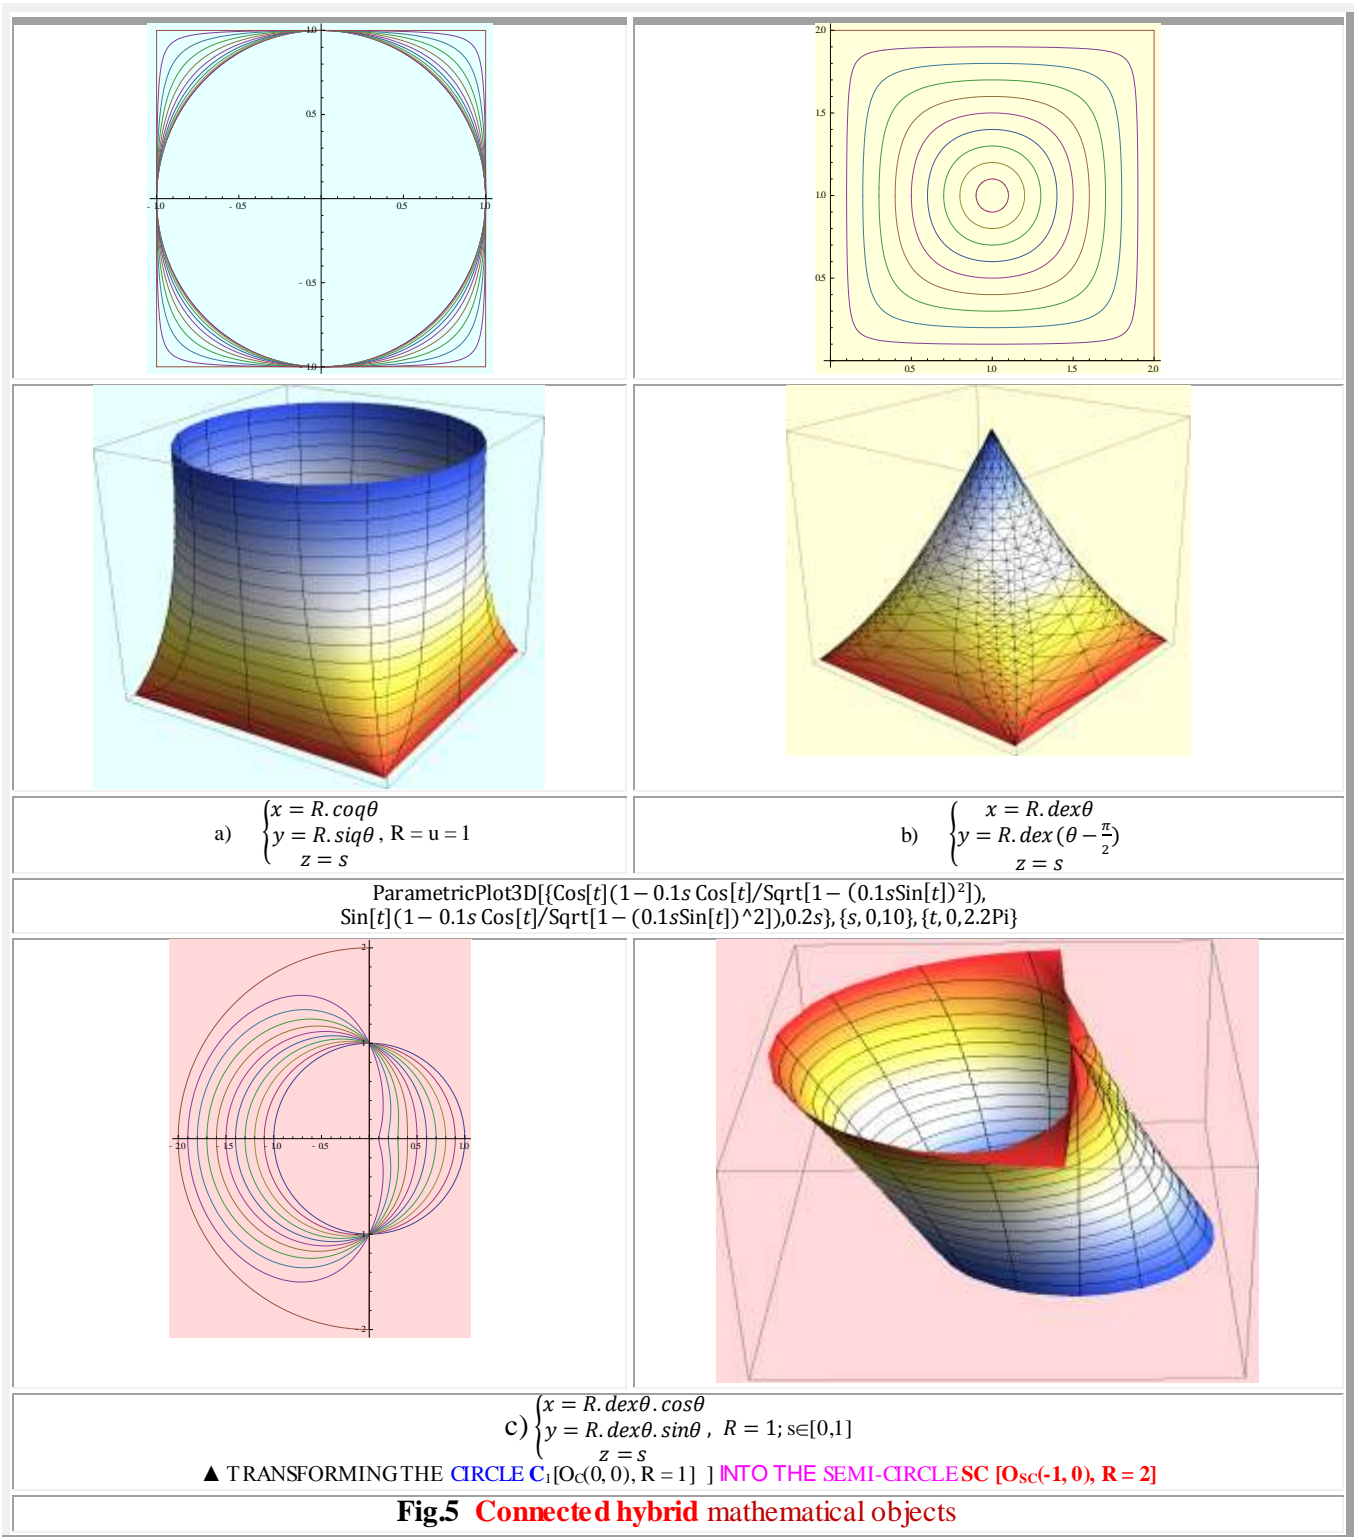 1.0
0.5
- 1.0
- 0.5
0.5
1.0
- 0.5
- 1.0
2.0
1.5
1.0
0.5
0.5
1.0
1.5
2.0
a) {x = R.coqθ
y = R.siqθ , R = u = 1
z = s
b) {x = R.dexθ
y = R.dex(θ − π/2)
z = s
ParametricPlot3D[{Cos[t](1 − 0.1s Cos[t]/Sqrt[1 − (0.1sSin[t])²]),
Sin[t](1 − 0.1s Cos[t]/Sqrt[1 − (0.1sSin[t])^2]),0.2s},{s,0,10},{t,0,2.2Pi}
2
1
- 2.0
- 1.5
- 1.0
- 0.5
0.5
1.0
- 1
- 2
c) {x = R.dexθ.cosθ
y = R.dexθ.sinθ , R = 1; s∈[0,1]
z = s
▲ TRANSFORMING THE CIRCLE C₁[O_C(0, 0), R = 1] ] INTO THE SEMI-CIRCLE SC [O_SC(-1, 0), R = 2]
Fig.5 Connected hybrid mathematical objects